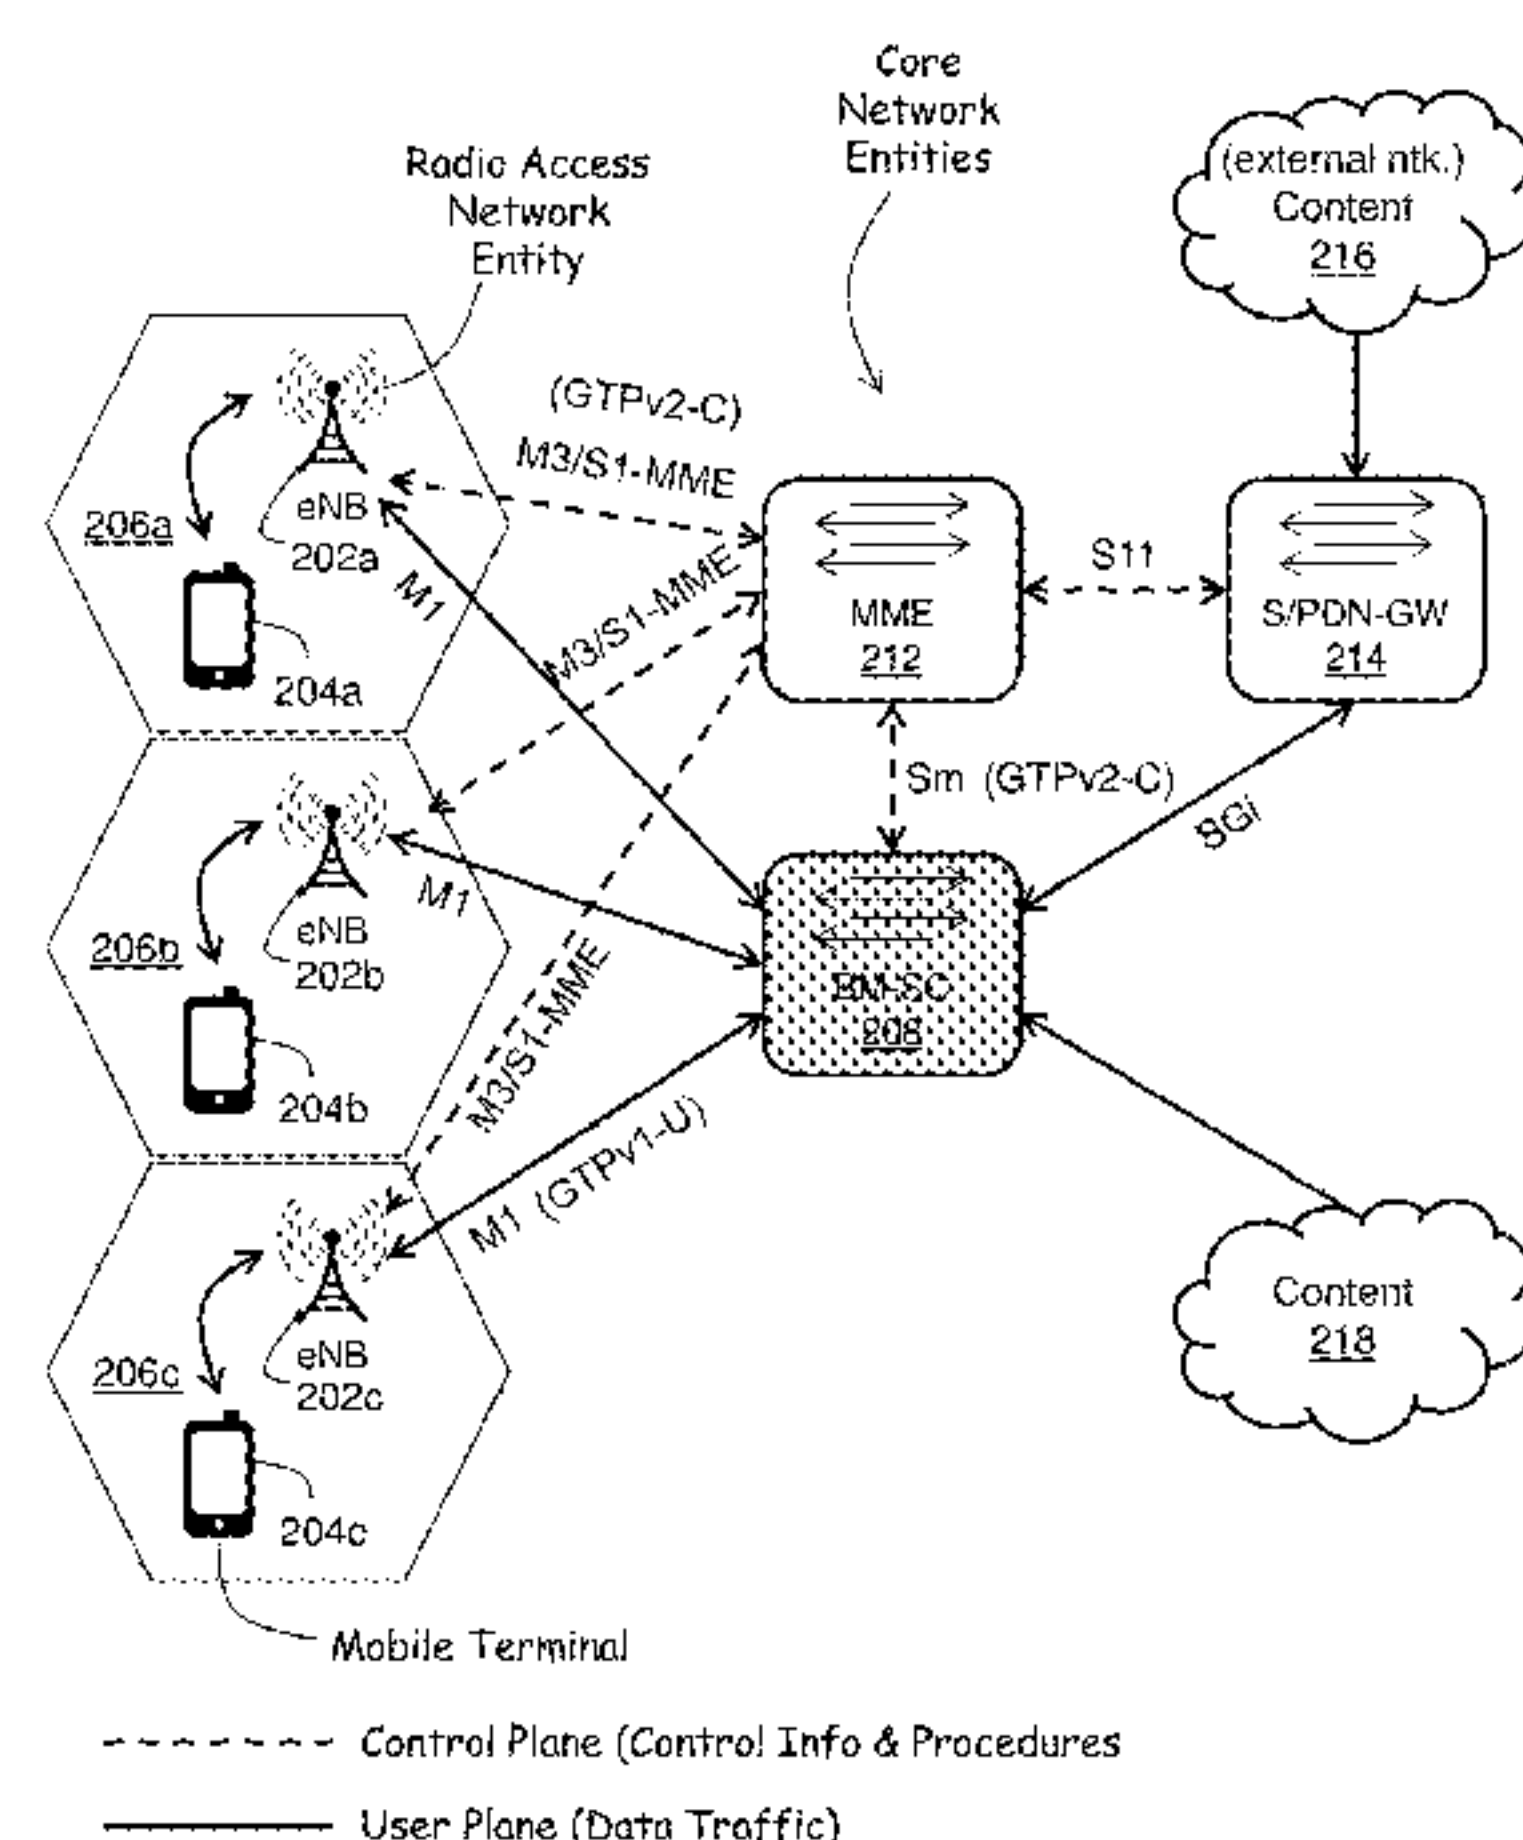 Core
Network
Entities
Radio Access
Network
Entity
(external ntk.)
Content
216
(GTPv2-C)
M3/S1-MME
206a
eNB
202a
204a
M1
M3/S1-MME
MME
212
S11
S/PDN-GW
214
Sm (GTPv2-C)
SGi
206b
eNB
202b
204b
M1
M3/S1-MME
BM-SC
208
M1 (GTPv1-U)
206c
eNB
202c
204c
Content
218
Mobile Terminal
Control Plane (Control Info & Procedures
User Plane (Data Traffic)